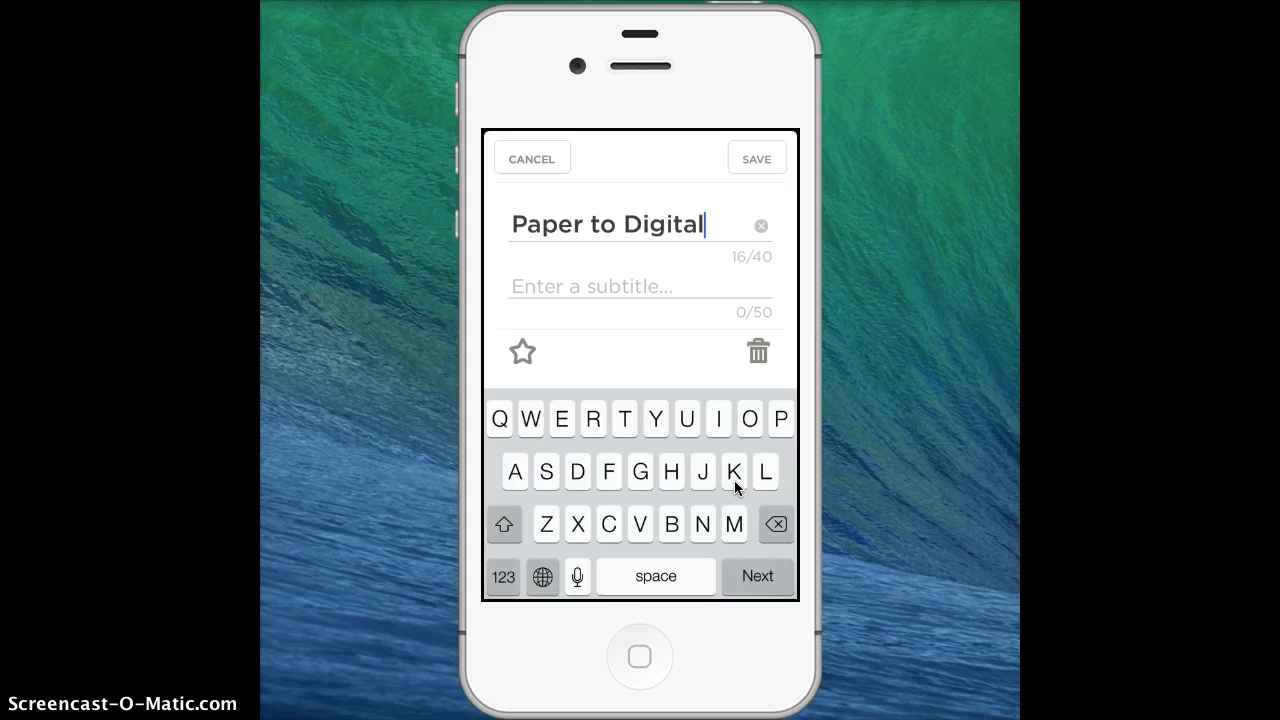 CANCEL
SAVE
Paper to Digital
16/40
Enter a subtitle...
0/50
Q W E R T Y U I O P
A S D F G H J K L
Z X C V B N M
123
space
Next
Screencast-O-Matic.com